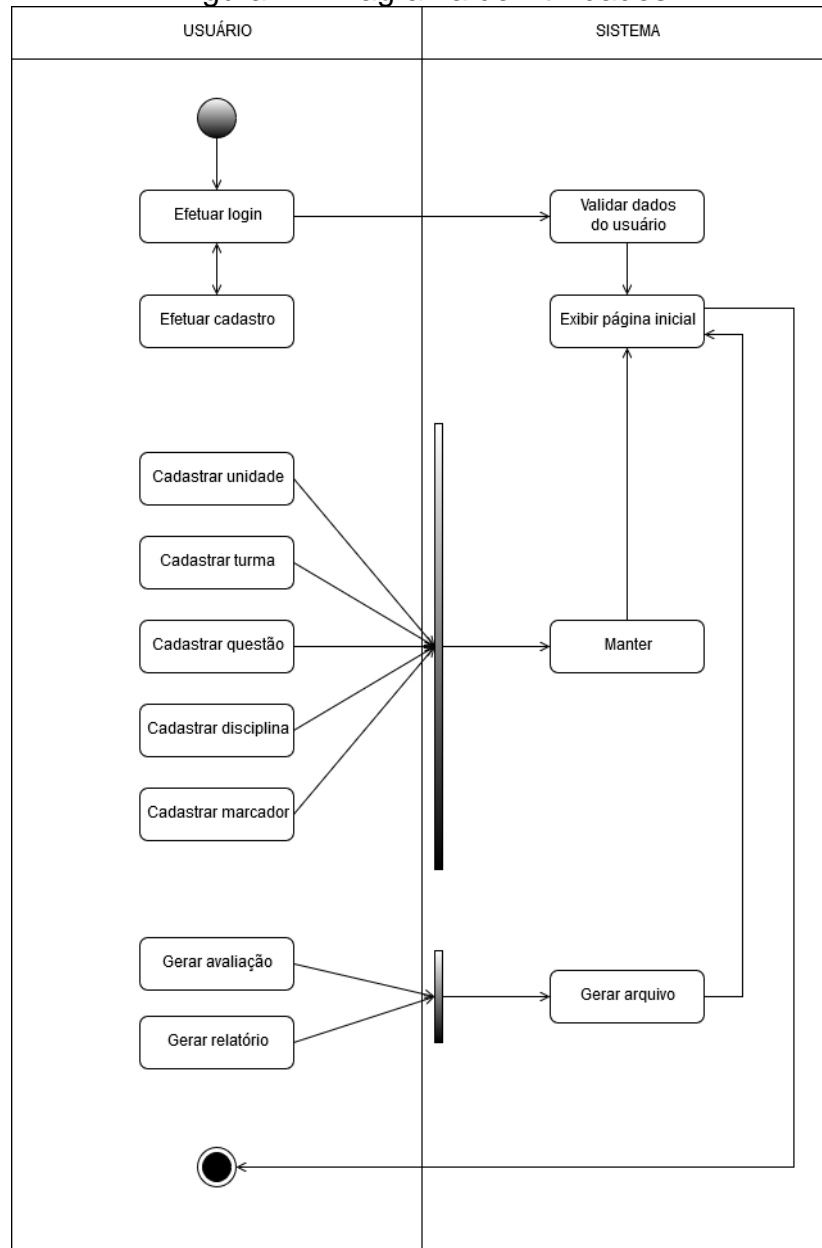 USUÁRIO
SISTEMA
Efetuar login
Validar dados
do usuário
Efetuar cadastro
Exibir página inicial
Cadastrar unidade
Cadastrar turma
Cadastrar questão
Manter
Cadastrar disciplina
Cadastrar marcador
Gerar avaliação
Gerar arquivo
Gerar relatório